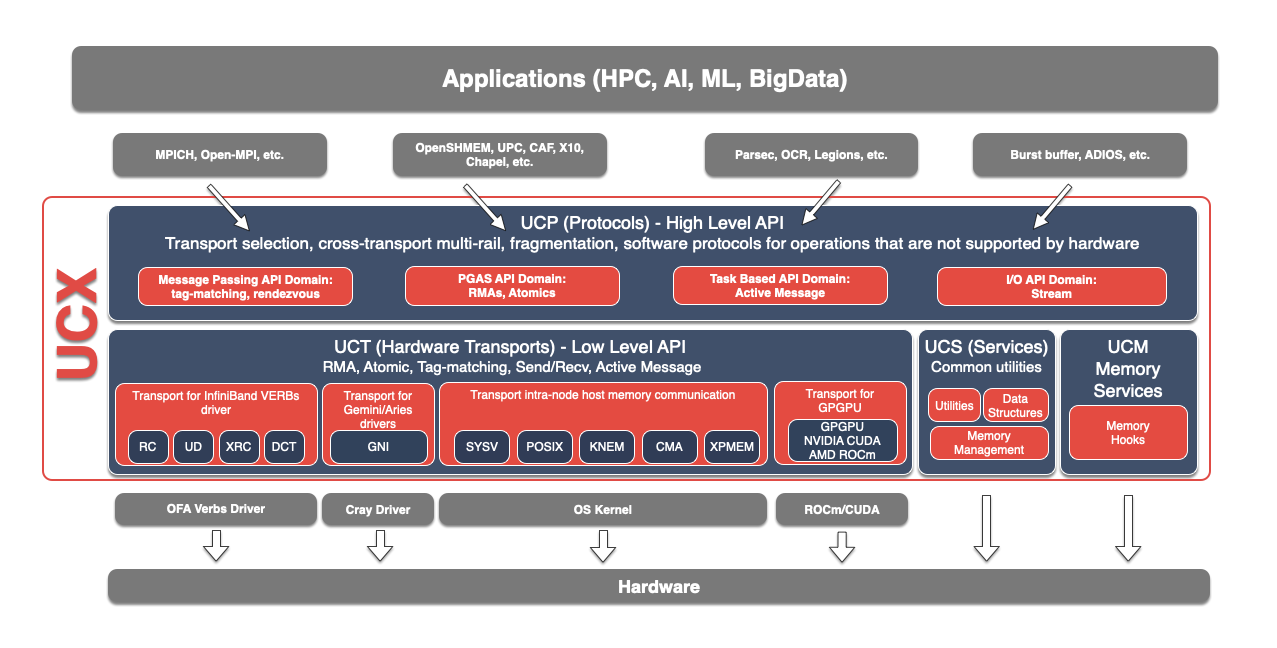 Applications (HPC, AI, ML, BigData)
MPICH, Open-MPI, etc.
OpenSHMEM, UPC, CAF, X10,
Chapel, etc.
Parsec, OCR, Legions, etc.
Burst buffer, ADIOS, etc.
UCX
UCP (Protocols) - High Level API
Transport selection, cross-transport multi-rail, fragmentation, software protocols for operations that are not supported by hardware
Message Passing API Domain:
tag-matching, rendezvous
PGAS API Domain:
RMAs, Atomics
Task Based API Domain:
Active Message
I/O API Domain:
Stream
UCT (Hardware Transports) - Low Level API
RMA, Atomic, Tag-matching, Send/Recv, Active Message
Transport for InfiniBand VERBs
driver
RC
UD
XRC
DCT
Transport for
Gemini/Aries
drivers
GNI
Transport intra-node host memory communication
SYSV
POSIX
KNEM
CMA
XPMEM
Transport for
GPGPU
GPGPU
NVIDIA CUDA
AMD ROCm
UCS (Services)
Common utilities
Utilities
Data
Structures
Memory
Management
UCM
Memory
Services
Memory
Hooks
OFA Verbs Driver
Cray Driver
OS Kernel
ROCm/CUDA
Hardware